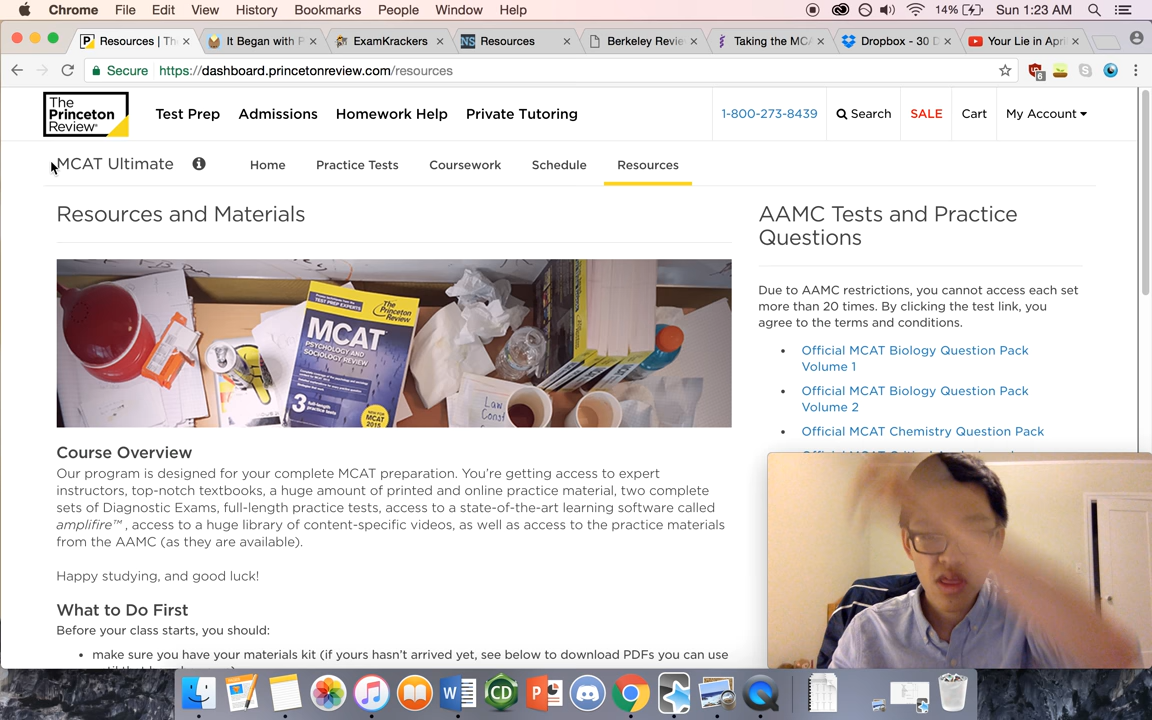 Chrome File Edit View History Bookmarks People Window Help 14% Sun 1:23 AM
Resources | The It Began with P ExamKrackers Resources Berkeley Revie Taking the MCA Dropbox - 30 D Your Lie in Apri
Secure https://dashboard.princetonreview.com/resources
The Princeton Review Test Prep Admissions Homework Help Private Tutoring 1-800-273-8439 Search SALE Cart My Account
MCAT Ultimate Home Practice Tests Coursework Schedule Resources
Resources and Materials
The Princeton Review
MCAT
PSYCHOLOGY AND
SOCIOLOGY REVIEW
3 full-length
practice tests
NEW FOR
MCAT
2015
Law
Const
Course Overview
Our program is designed for your complete MCAT preparation. You're getting access to expert
instructors, top-notch textbooks, a huge amount of printed and online practice material, two complete
sets of Diagnostic Exams, full-length practice tests, access to a state-of-the-art learning software called
amplifire™ , access to a huge library of content-specific videos, as well as access to the practice materials
from the AAMC (as they are available).
Happy studying, and good luck!
What to Do First
Before your class starts, you should:
• make sure you have your materials kit (if yours hasn't arrived yet, see below to download PDFs you can use
AAMC Tests and Practice
Questions
Due to AAMC restrictions, you cannot access each set
more than 20 times. By clicking the test link, you
agree to the terms and conditions.
• Official MCAT Biology Question Pack
Volume 1
• Official MCAT Biology Question Pack
Volume 2
• Official MCAT Chemistry Question Pack